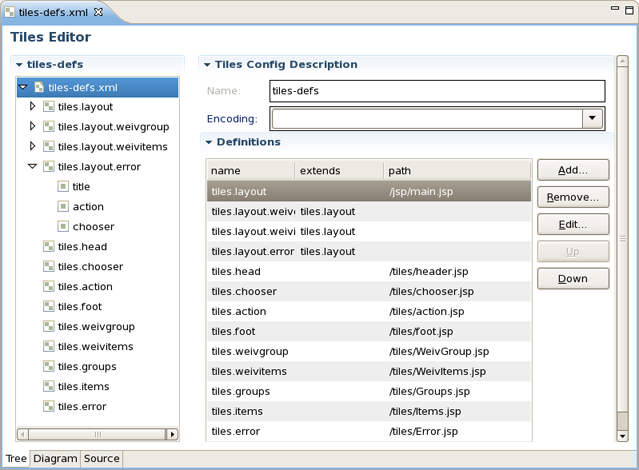 tiles-defs.xml
Tiles Editor
tiles-defs
tiles-defs.xml
tiles.layout
tiles.layout.weivgroup
tiles.layout.weivitems
tiles.layout.error
title
action
chooser
tiles.head
tiles.chooser
tiles.action
tiles.foot
tiles.weivgroup
tiles.weivitems
tiles.groups
tiles.items
tiles.error
Tiles Config Description
Name: tiles-defs
Encoding:
Definitions
name extends path
tiles.layout /jsp/main.jsp
tiles.layout.weiv tiles.layout
tiles.layout.weivi tiles.layout
tiles.layout.error tiles.layout
tiles.head /tiles/header.jsp
tiles.chooser /tiles/chooser.jsp
tiles.action /tiles/action.jsp
tiles.foot /tiles/foot.jsp
tiles.weivgroup /tiles/WeivGroup.jsp
tiles.weivitems /tiles/WeivItems.jsp
tiles.groups /tiles/Groups.jsp
tiles.items /tiles/Items.jsp
tiles.error /tiles/Error.jsp
Add...
Remove...
Edit...
Up
Down
Tree Diagram Source